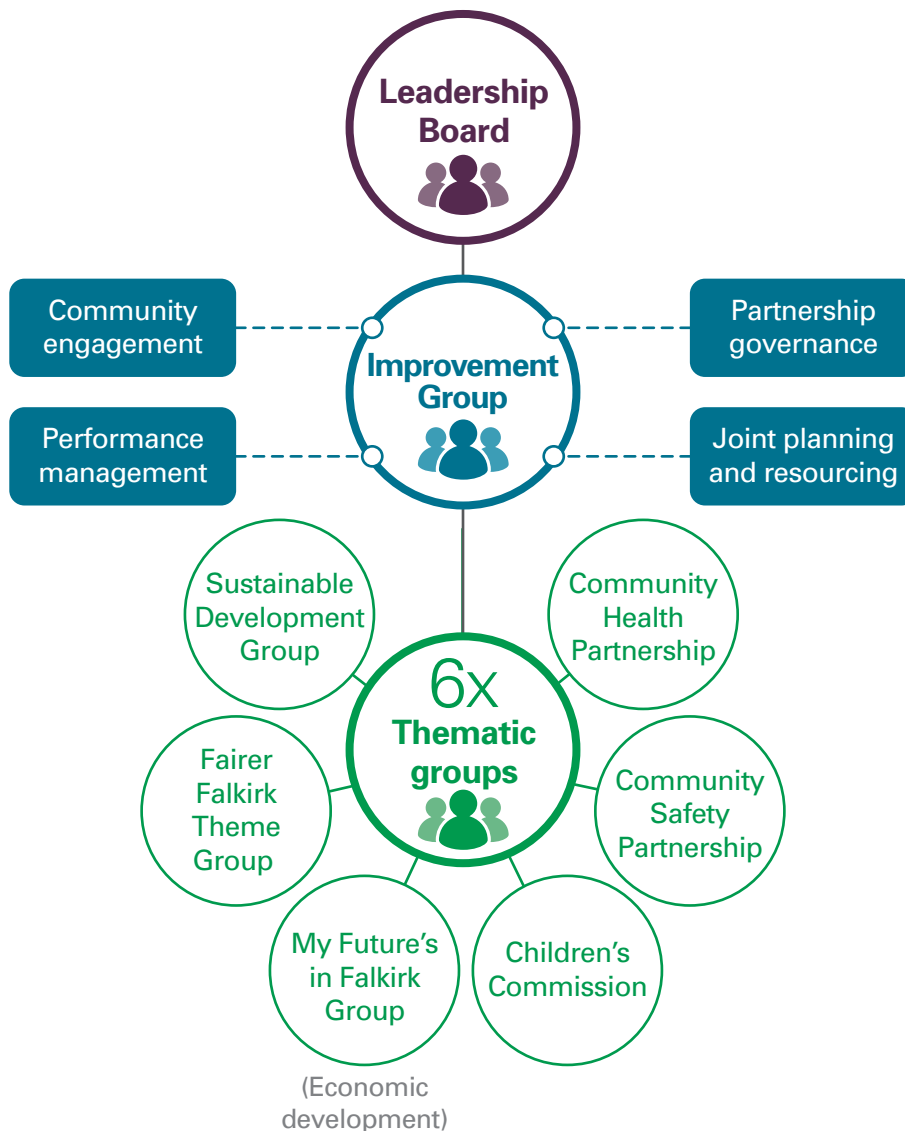 Leadership
Board
Community
engagement
Partnership
governance
Improvement
Group
Performance
management
Joint planning
and resourcing
Sustainable
Development
Group
Community
Health
Partnership
6x
Thematic
groups
Fairer
Falkirk
Theme
Group
Community
Safety
Partnership
My Future's
in Falkirk
Group
Children's
Commission
(Economic
development)